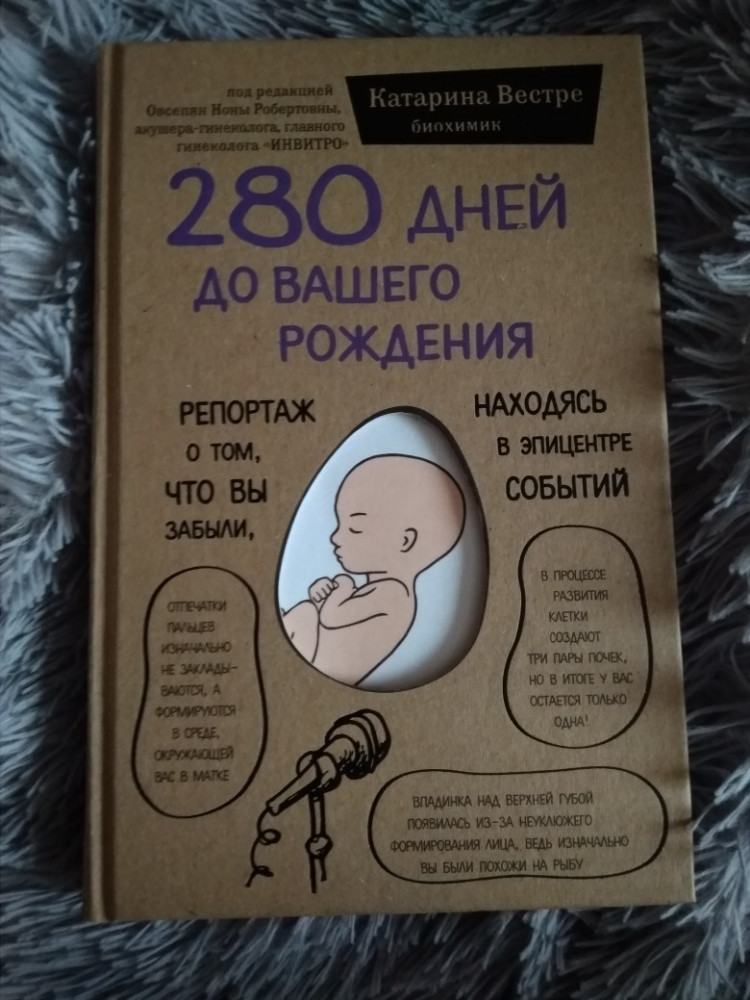 под редакцией
Овсепян Ноны Робертовны,
акушера-гинеколога, главного
гинеколога «ИНВИТРО»
Катарина Вестре
биохимик
280 ДНЕЙ
ДО ВАШЕГО
РОЖДЕНИЯ
РЕПОРТАЖ
О ТОМ,
ЧТО ВЫ
ЗАБЫЛИ,
НАХОДЯСЬ
В ЭПИЦЕНТРЕ
СОБЫТИЙ
ОТПЕЧАТКИ
ПАЛЬЦЕВ
ИЗНАЧАЛЬНО
НЕ ЗАКЛАДЫ-
ВАЮТСЯ, А
ФОРМИРУЮТСЯ
В СРЕДЕ,
ОКРУЖАЮЩЕЙ
ВАС В МАТКЕ
В ПРОЦЕССЕ
РАЗВИТИЯ
КЛЕТКИ
СОЗДАЮТ
ТРИ ПАРЫ ПОЧЕК,
НО В ИТОГЕ У ВАС
ОСТАЕТСЯ ТОЛЬКО
ОДНА!
ВПАДИНКА НАД ВЕРХНЕЙ ГУБОЙ
ПОЯВИЛАСЬ ИЗ-ЗА НЕУКЛЮЖЕГО
ФОРМИРОВАНИЯ ЛИЦА, ВЕДЬ ИЗНАЧАЛЬНО
ВЫ БЫЛИ ПОХОЖИ НА РЫБУ